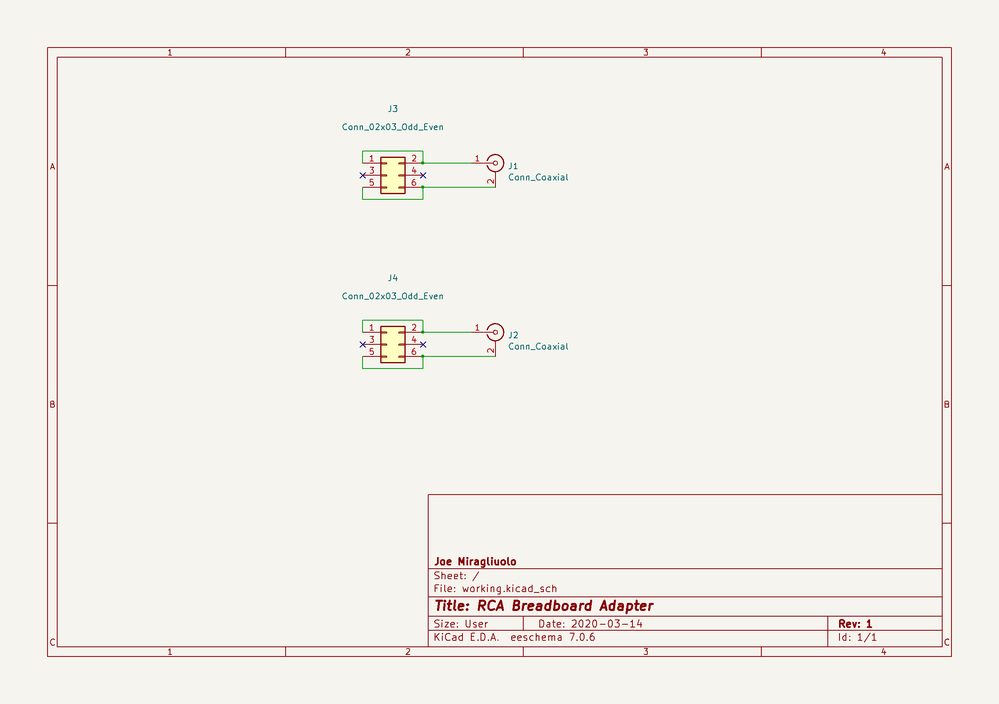 1 2 3 4
A A
J3
Conn_02x03_Odd_Even
1 2
3 4
5 6
1
2
J1
Conn_Coaxial
J4
Conn_02x03_Odd_Even
1 2
3 4
5 6
1
2
J2
Conn_Coaxial
B B
Joe Miragliuolo
Sheet: /
File: working.kicad_sch
Title: RCA Breadboard Adapter
Size: User Date: 2020-03-14 Rev: 1
KiCad E.D.A. eeschema 7.0.6 Id: 1/1
C C
1 2 3 4